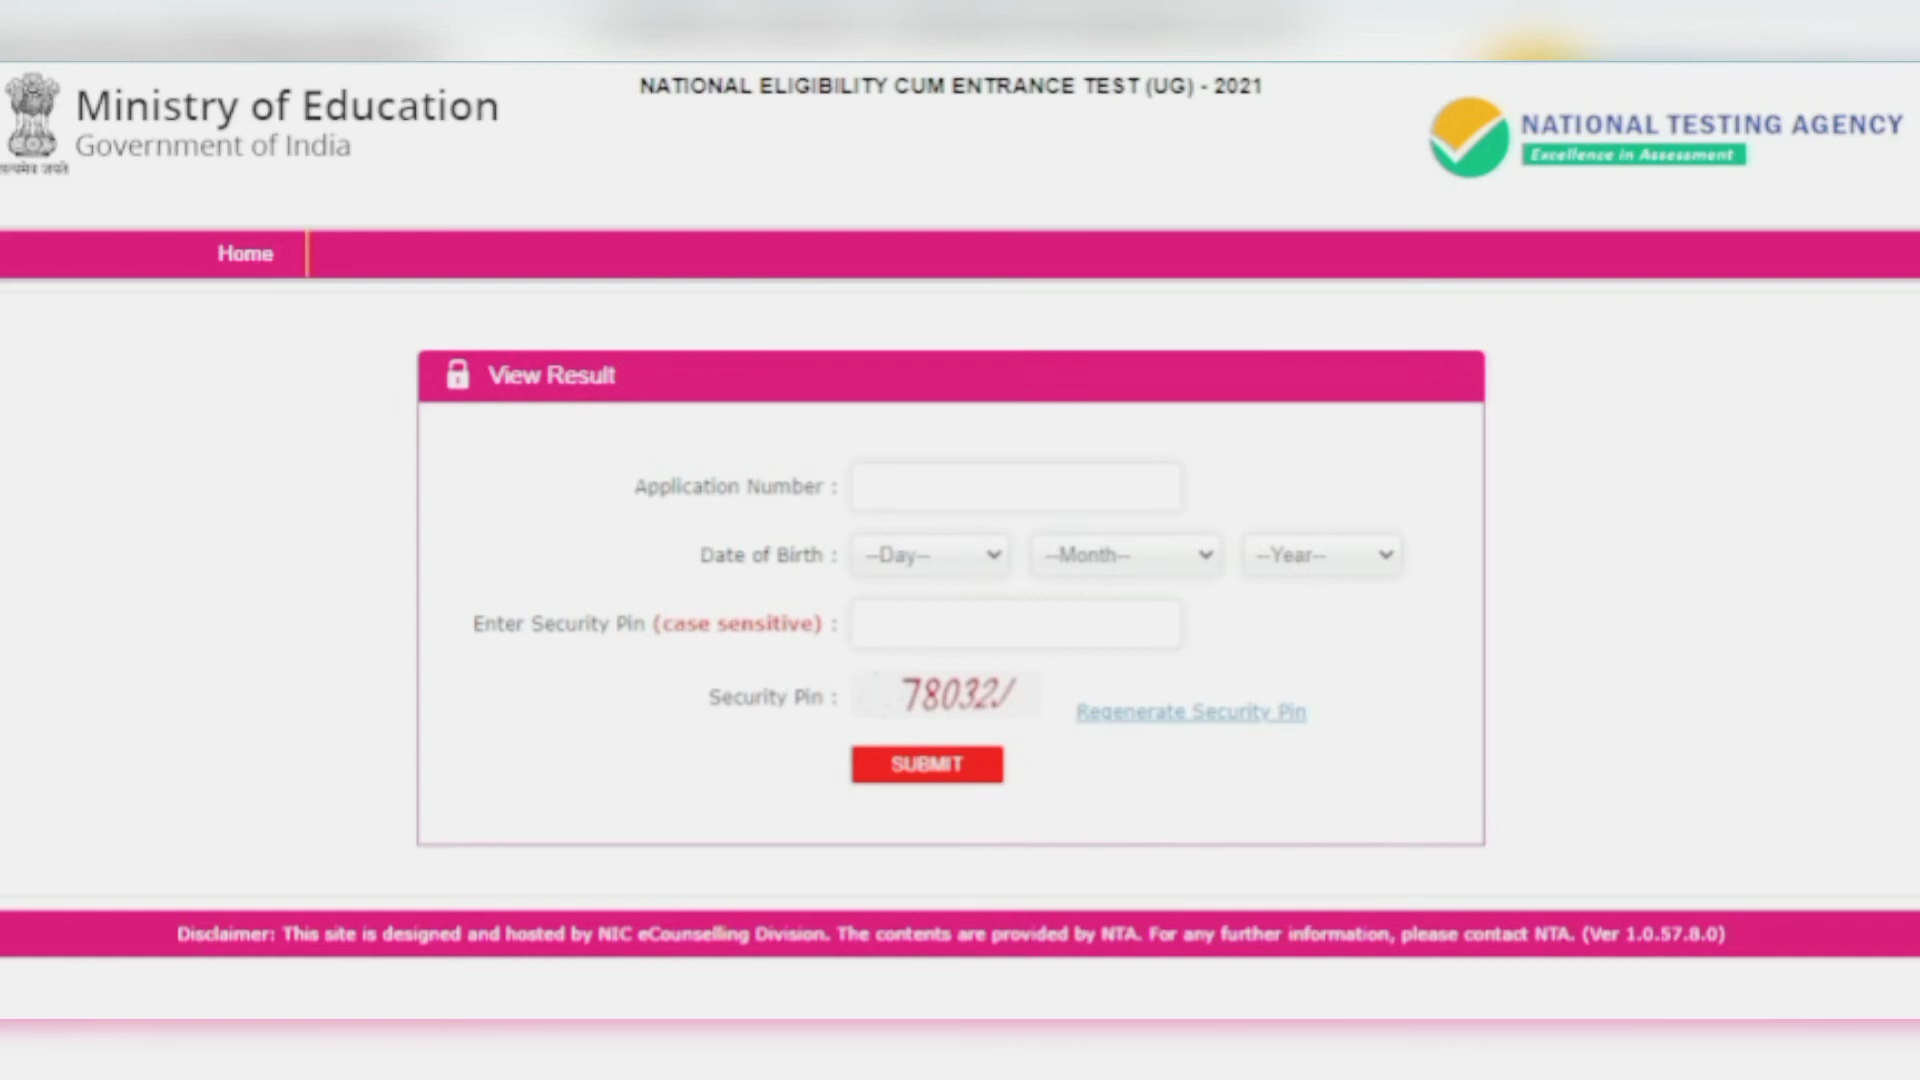 NATIONAL ELIGIBILITY CUM ENTRANCE TEST (UG) - 2021
Ministry of Education
Government of India
सत्यमेव जयते
NATIONAL TESTING AGENCY
Excellence in Assessment
Home
View Result
Application Number :
Date of Birth : --Day-- --Month-- --Year--
Enter Security Pin (case sensitive) :
Security Pin : 78032/ Regenerate Security Pin
SUBMIT
Disclaimer: This site is designed and hosted by NIC eCounselling Division. The contents are provided by NTA. For any further information, please contact NTA. (Ver 1.0.57.8.0)